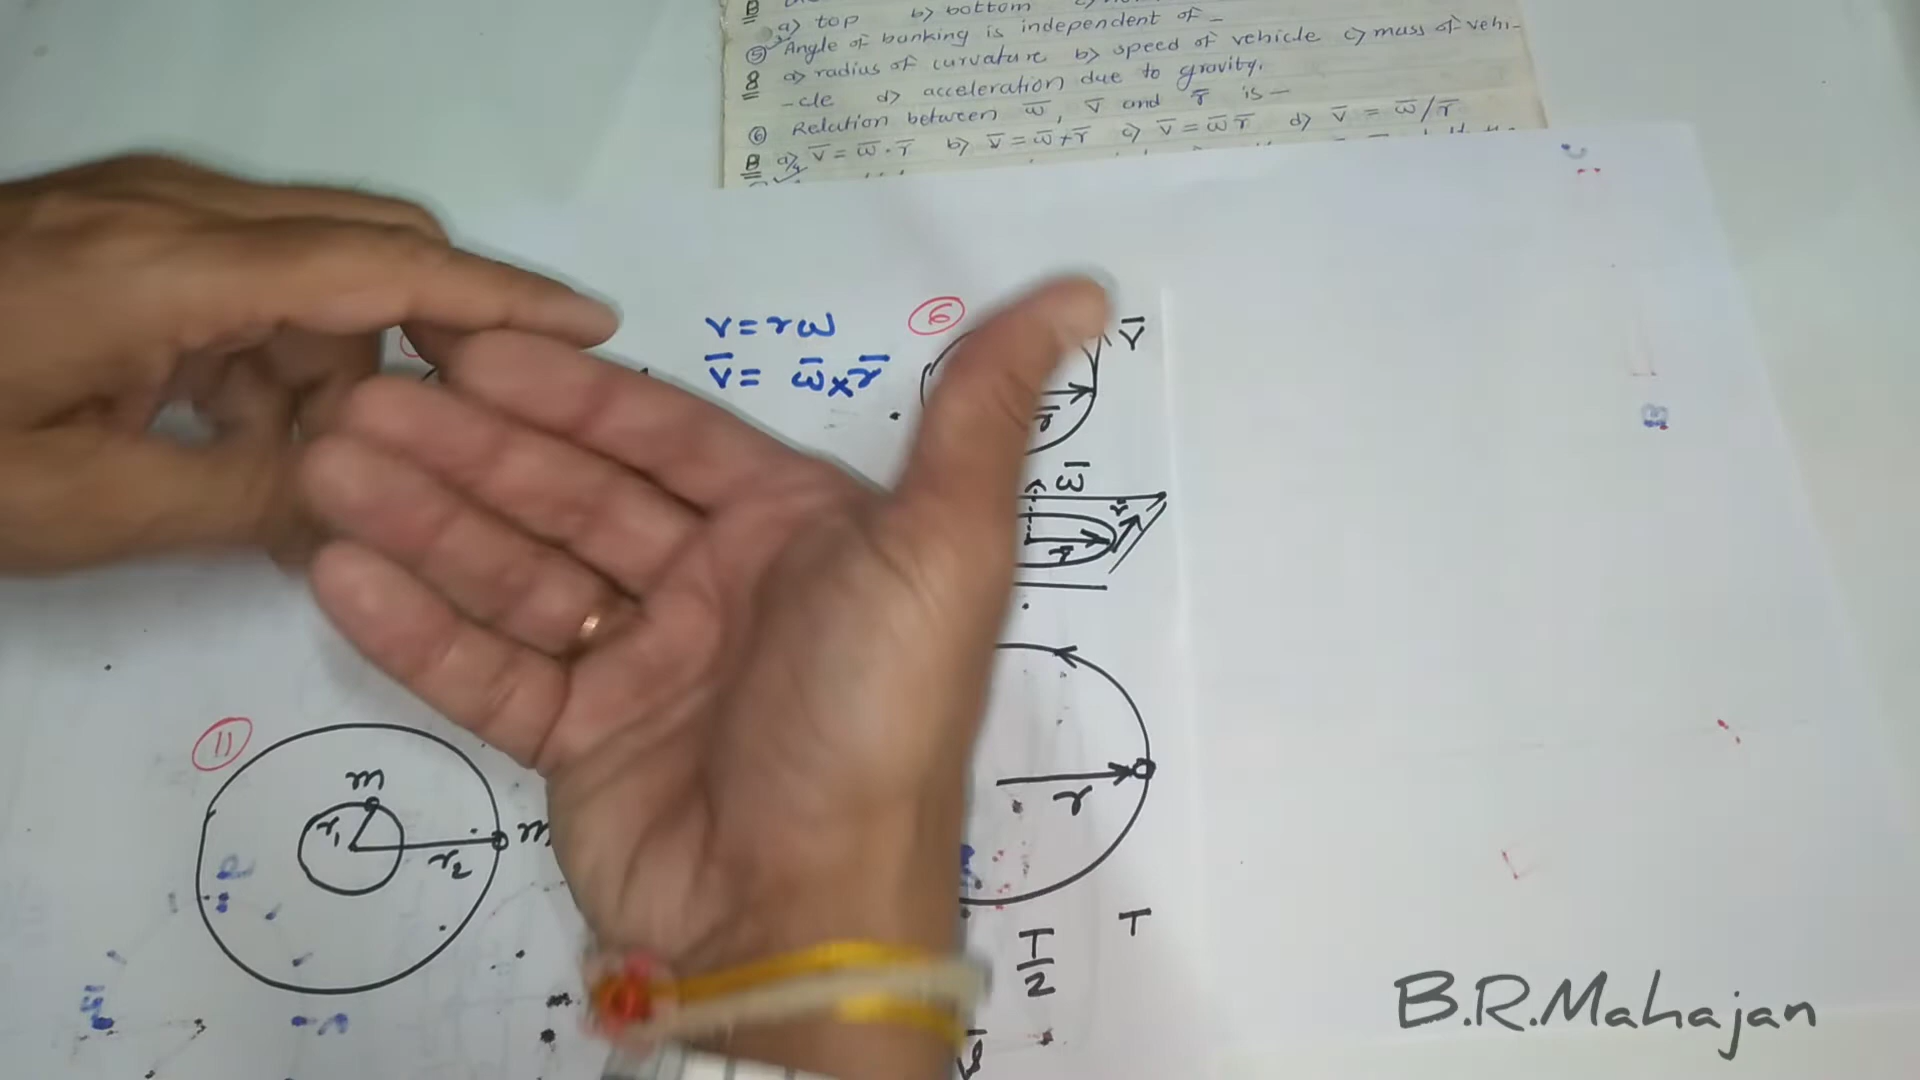 B
a) top b) bottom
⑤ Angle of banking is independent of -
8 a) radius of curvature b) speed of vehicle c) mass of vehi-
-cle d) acceleration due to gravity.
⑥ Relation between ω̅, v̅ and r̅ is -
B a) v̅ = ω̅ · r̅ b) v̅ = ω̅ + r̅ c) v̅ = ω̅ r̅ d) v̅ = ω̅ / r̅
v = rω
v̅ = ω̅ × r̅
⑥
v̅
r̅
ω̅
v̅
r
⑪
m
r₁
r₂
m
r
T/2
T
B.R.Mahajan